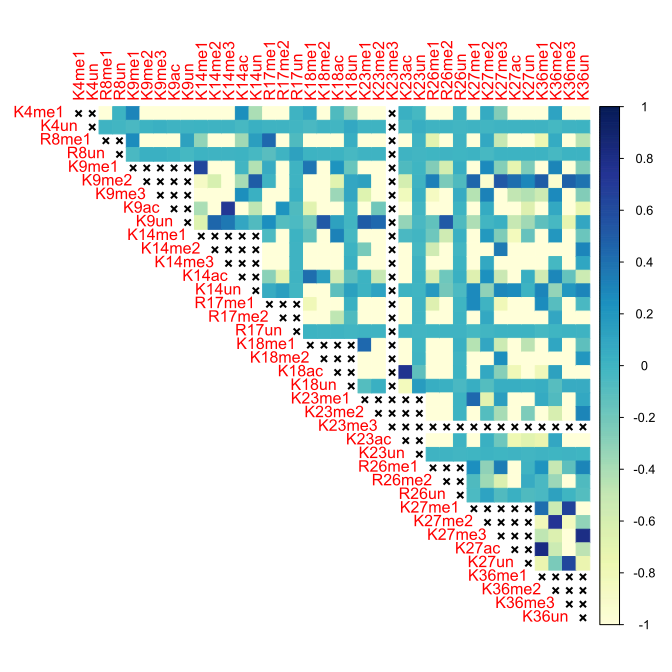 K4me1
K4un
R8me1
R8un
K9me1
K9me2
K9me3
K9ac
K9un
K14me1
K14me2
K14me3
K14ac
K14un
R17me1
R17me2
R17un
K18me1
K18me2
K18ac
K18un
K23me1
K23me2
K23me3
K23ac
K23un
R26me1
R26me2
R26un
K27me1
K27me2
K27me3
K27ac
K27un
K36me1
K36me2
K36me3
K36un
K4me1
K4un
R8me1
R8un
K9me1
K9me2
K9me3
K9ac
K9un
K14me1
K14me2
K14me3
K14ac
K14un
R17me1
R17me2
R17un
K18me1
K18me2
K18ac
K18un
K23me1
K23me2
K23me3
K23ac
K23un
R26me1
R26me2
R26un
K27me1
K27me2
K27me3
K27ac
K27un
K36me1
K36me2
K36me3
K36un
1
0.8
0.6
0.4
0.2
0
-0.2
-0.4
-0.6
-0.8
-1